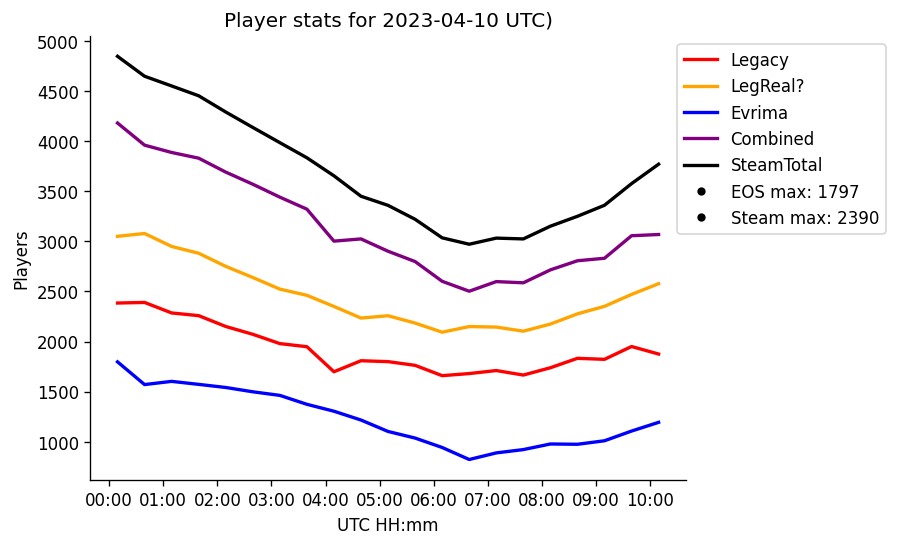 Player stats for 2023-04-10 UTC)
Players
5000
4500
4000
3500
3000
2500
2000
1500
1000
00:00 01:00 02:00 03:00 04:00 05:00 06:00 07:00 08:00 09:00 10:00
UTC HH:mm
Legacy
LegReal?
Evrima
Combined
SteamTotal
EOS max: 1797
Steam max: 2390